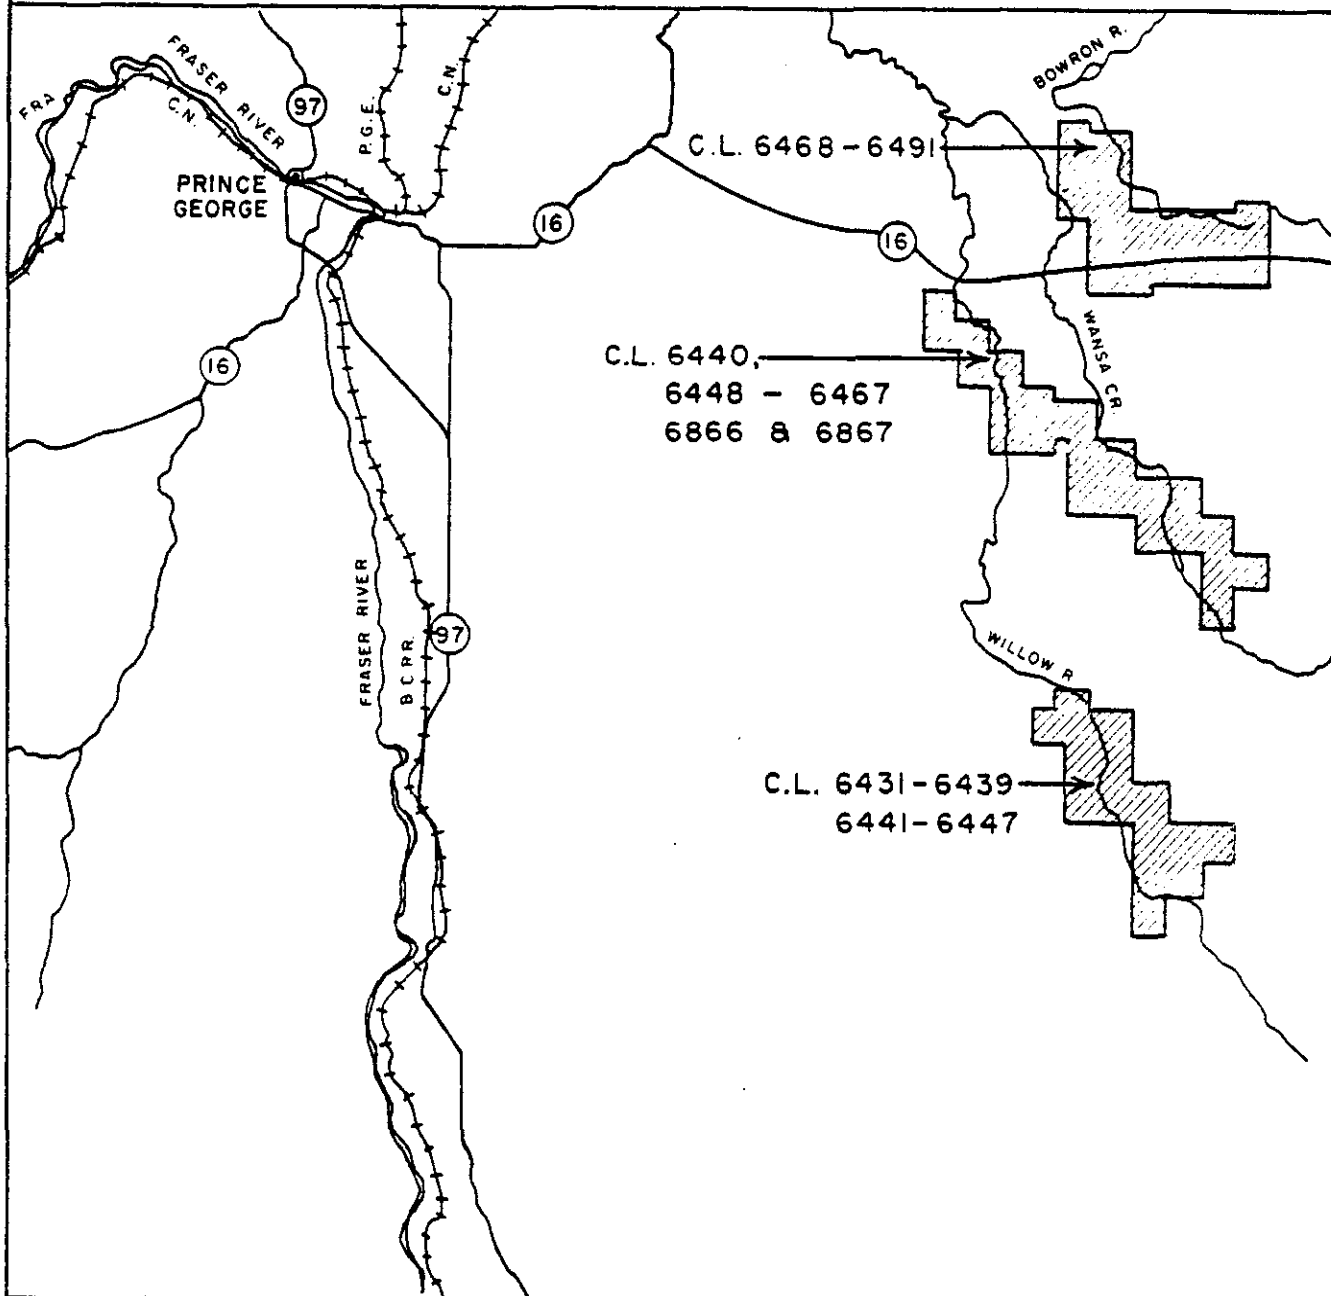 BOWRON R.
FRASER RIVER
FRA
C.N.
97
P.G.E.
C.N.
C.L. 6468-6491
PRINCE
GEORGE
16
16
WANSA CR
16
C.L. 6440,
6448 - 6467
6866 & 6867
FRASER RIVER
B.C.R.R.
97
WILLOW R
C.L. 6431-6439
6441-6447